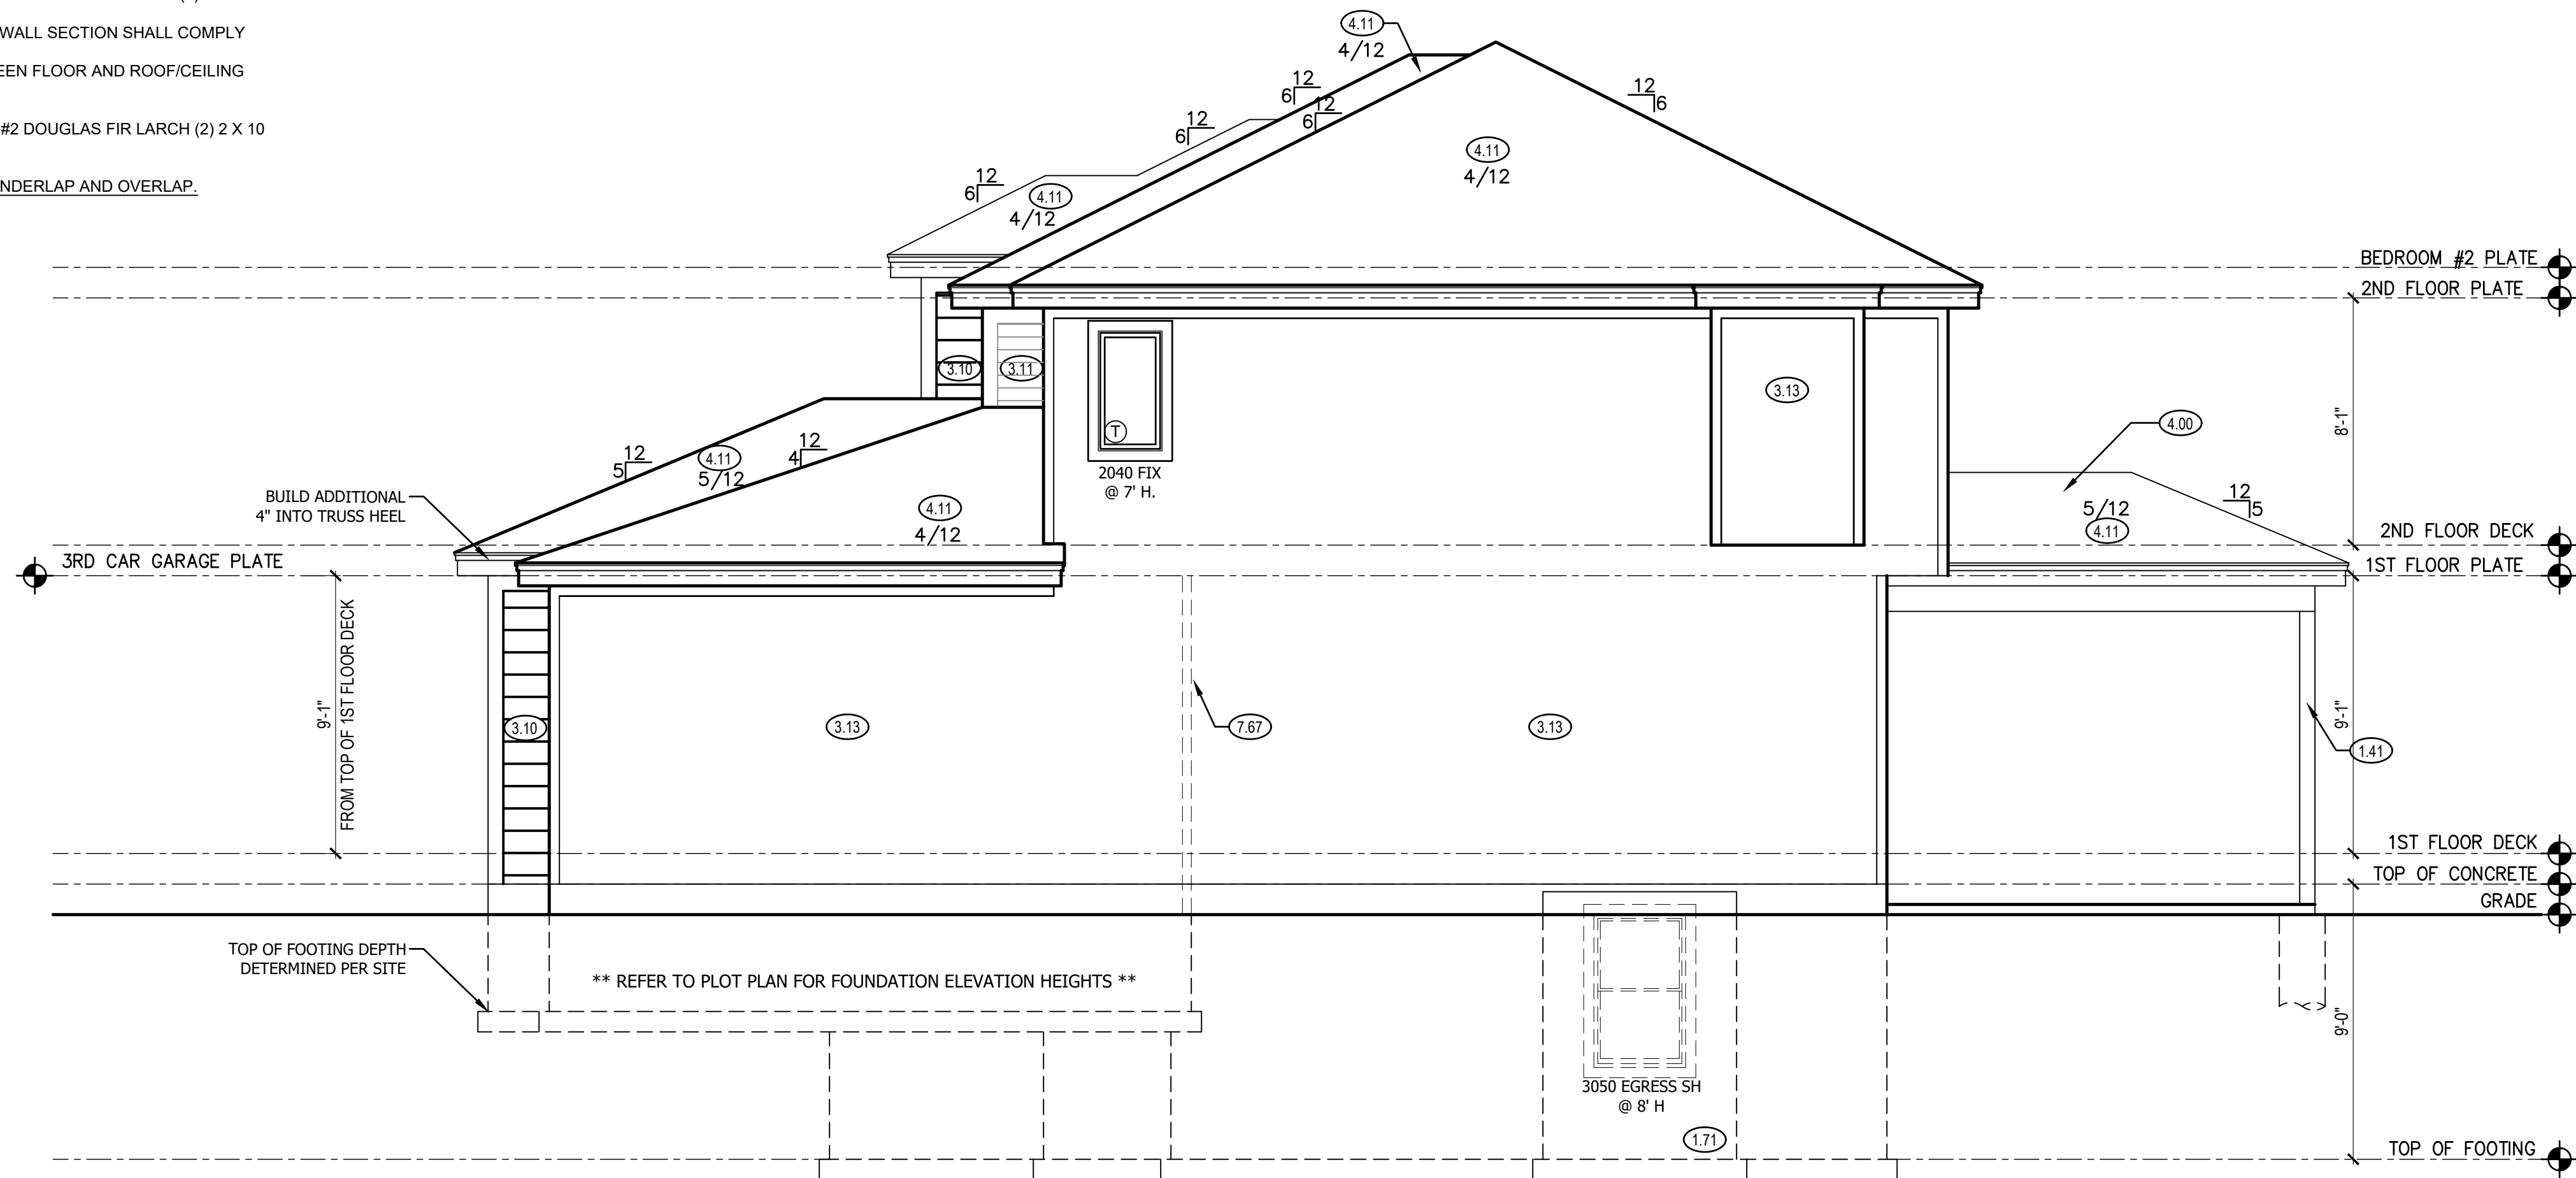 WALL SECTION SHALL COMPLY
EEN FLOOR AND ROOF/CEILING
#2 DOUGLAS FIR LARCH (2) 2 X 10
NDERLAP AND OVERLAP.
4.11
4/12
12
6
12
6
12
6
12
6
12
6
4.11
4/12
4.11
4/12
BEDROOM #2 PLATE
2ND FLOOR PLATE
3.10
3.11
3.13
T
2040 FIX
@ 7' H.
8'-1"
4.00
12
5
4.11
5/12
12
4
4.11
4/12
BUILD ADDITIONAL
4" INTO TRUSS HEEL
5/12
4.11
12
5
2ND FLOOR DECK
1ST FLOOR PLATE
3RD CAR GARAGE PLATE
9'-1"
FROM TOP OF 1ST FLOOR DECK
3.10
3.13
7.67
3.13
9'-1"
1.41
1ST FLOOR DECK
TOP OF CONCRETE
GRADE
TOP OF FOOTING DEPTH
DETERMINED PER SITE
** REFER TO PLOT PLAN FOR FOUNDATION ELEVATION HEIGHTS **
9'-0"
3050 EGRESS SH
@ 8' H
1.71
TOP OF FOOTING